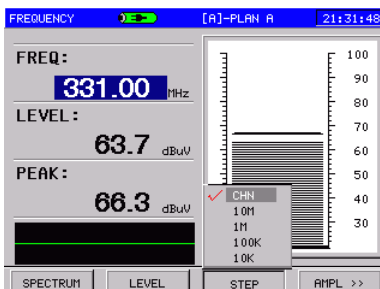 FREQUENCY [A]-PLAN A 21:31:48
FREQ:
331.00 MHz
LEVEL:
63.7 dBuV
PEAK:
66.3 dBuV
100
90
80
70
60
50
40
30
CHN
10M
1M
100K
10K
SPECTRUM LEVEL STEP AMPL >>